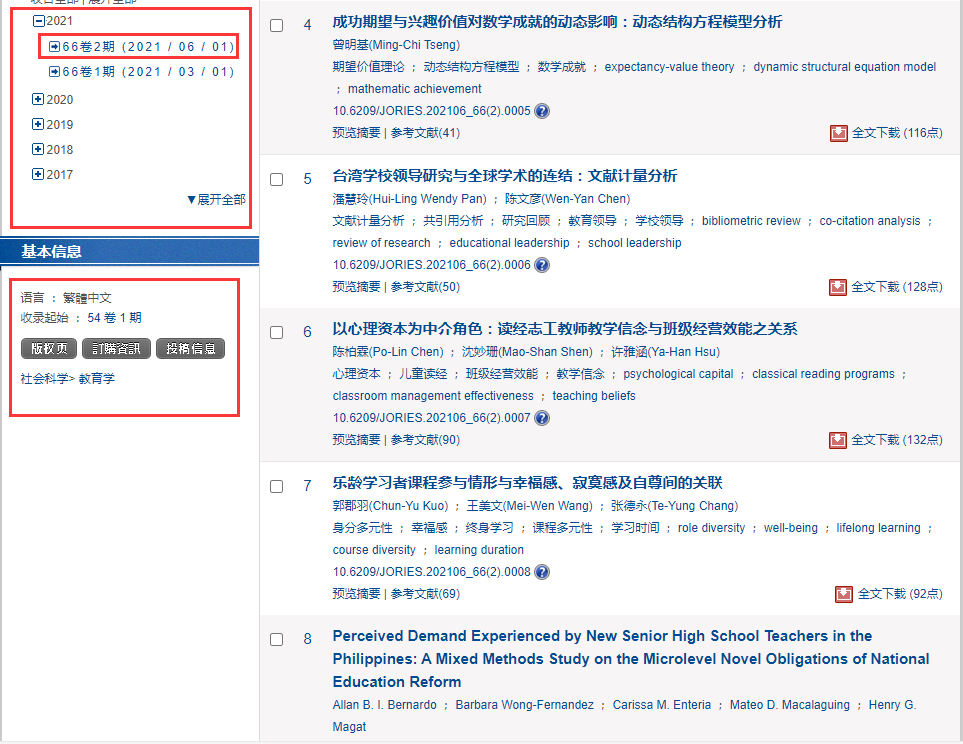 2021
66卷2期 (2021 / 06 / 01)
66卷1期 (2021 / 03 / 01)
2020
2019
2018
2017
▼展开全部
基本信息
语言 ： 繁體中文
收录起始 ： 54 卷 1 期
版权页 訂購資訊 投稿信息
社会科学> 教育学
4 成功期望与兴趣价值对数学成就的动态影响：动态结构方程模型分析
曾明基(Ming-Chi Tseng)
期望价值理论 ； 动态结构方程模型 ； 数学成就 ； expectancy-value theory ； dynamic structural equation model
； mathematic achievement
10.6209/JORIES.202106_66(2).0005
预览摘要 | 参考文献(41)
全文下载 (116点)
5 台湾学校领导研究与全球学术的连结：文献计量分析
潘慧玲(Hui-Ling Wendy Pan) ； 陈文彦(Wen-Yan Chen)
文献计量分析 ； 共引用分析 ； 研究回顾 ； 教育领导 ； 学校领导 ； bibliometric review ； co-citation analysis ；
review of research ； educational leadership ； school leadership
10.6209/JORIES.202106_66(2).0006
预览摘要 | 参考文献(50)
全文下载 (128点)
6 以心理资本为中介角色：读经志工教师教学信念与班级经营效能之关系
陈柏霖(Po-Lin Chen) ； 沈妙珊(Mao-Shan Shen) ； 许雅涵(Ya-Han Hsu)
心理资本 ； 儿童读经 ； 班级经营效能 ； 教学信念 ； psychological capital ； classical reading programs ；
classroom management effectiveness ； teaching beliefs
10.6209/JORIES.202106_66(2).0007
预览摘要 | 参考文献(90)
全文下载 (132点)
7 乐龄学习者课程参与情形与幸福感、寂寞感及自尊间的关联
郭郡羽(Chun-Yu Kuo) ； 王美文(Mei-Wen Wang) ； 张德永(Te-Yung Chang)
身分多元性 ； 幸福感 ； 终身学习 ； 课程多元性 ； 学习时间 ； role diversity ； well-being ； lifelong learning ；
course diversity ； learning duration
10.6209/JORIES.202106_66(2).0008
预览摘要 | 参考文献(69)
全文下载 (92点)
8 Perceived Demand Experienced by New Senior High School Teachers in the
Philippines: A Mixed Methods Study on the Microlevel Novel Obligations of National
Education Reform
Allan B. I. Bernardo ； Barbara Wong-Fernandez ； Carissa M. Enteria ； Mateo D. Macalaguing ； Henry G.
Magat